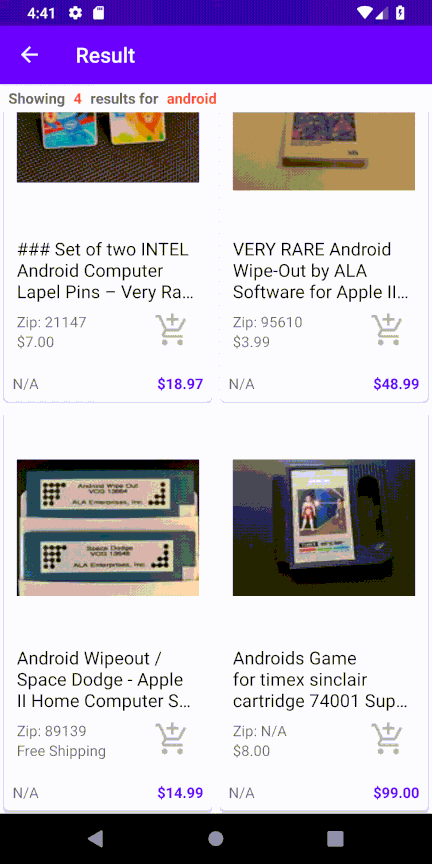 4:41
Result
Showing 4 results for android
### Set of two INTEL
Android Computer
Lapel Pins – Very Ra...
Zip: 21147
$7.00
N/A
$18.97
VERY RARE Android
Wipe-Out by ALA
Software for Apple II...
Zip: 95610
$3.99
N/A
$48.99
Android Wipe Out
VCG 13664
ALA Enterprises, Inc
Space Dodge
ALA Enterprises, Inc
Android Wipeout /
Space Dodge - Apple
II Home Computer S...
Zip: 89139
Free Shipping
N/A
$14.99
Androids Game
for timex sinclair
cartridge 74001 Sup...
Zip: N/A
$8.00
N/A
$99.00